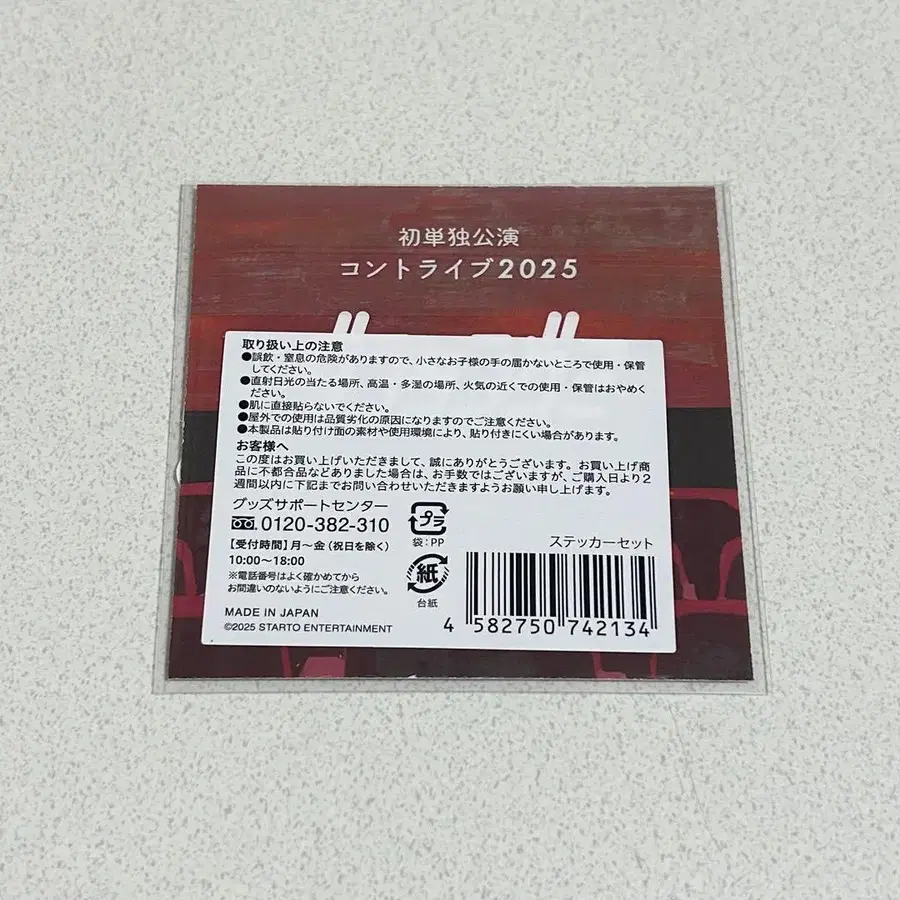 初単独公演
コントライブ2025
取り扱い上の注意
●誤飲・窒息の危険がありますので、小さなお子様の手の届かないところで使用・保管
してください。
●直射日光の当たる場所、高温・多湿の場所、火気の近くでの使用・保管はおやめく
ださい。
●肌に直接貼らないでください。
●屋外での使用は品質劣化の原因になりますのでご注意ください。
●本製品は貼り付け面の素材や使用環境により、貼り付きにくい場合があります。
お客様へ
この度はお買い上げいただきまして、誠にありがとうございます。お買い上げ商
品に不都合品などありました場合は、お手数ではございますが、ご購入日より2
週間以内に下記までお問い合わせいただきますようお願い申し上げます。
グッズサポートセンター
0120-382-310
【受付時間】月〜金（祝日を除く）
10:00〜18:00
※電話番号はよく確かめてから
お間違いのないようにご注意ください。
MADE IN JAPAN
©2025 STARTO ENTERTAINMENT
プラ
袋：PP
紙
台紙
ステッカーセット
4 582750 742134